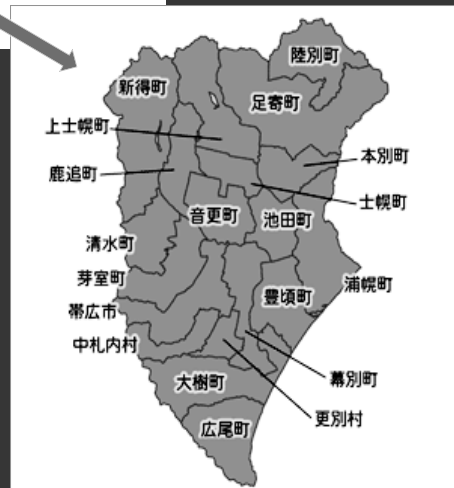 陸別町
新得町
足寄町
上士幌町
本別町
鹿追町
士幌町
音更町
池田町
清水町
芽室町
浦幌町
豊頃町
帯広市
中札内村
幕別町
大樹町
更別村
広尾町